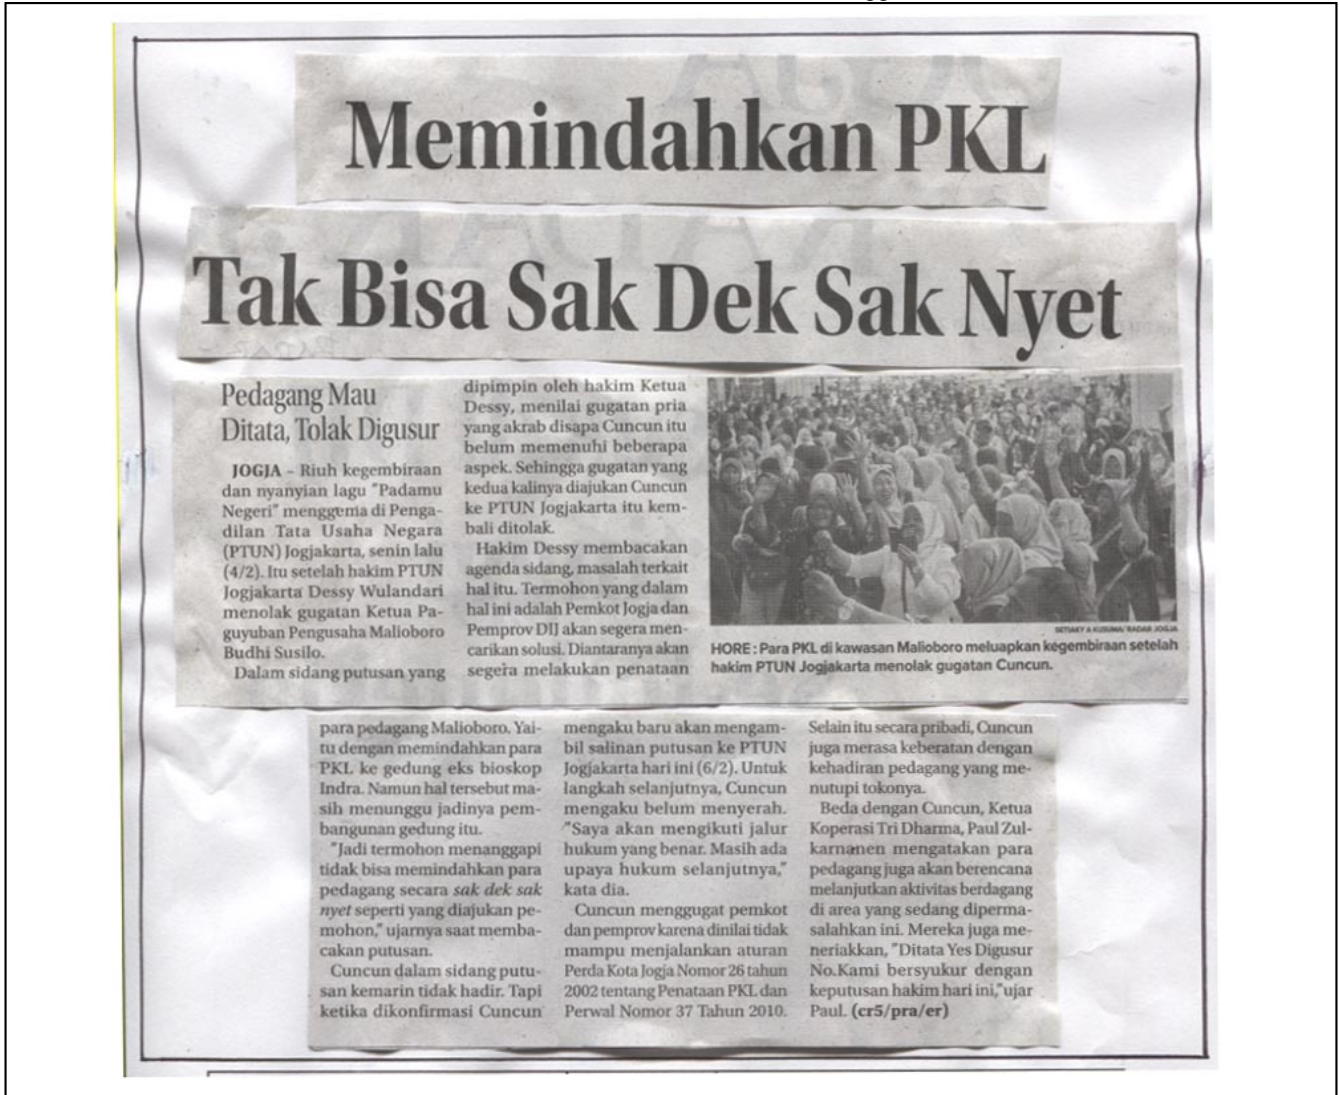 Memindahkan PKL
Tak Bisa Sak Dek Sak Nyet
Pedagang Mau
Ditata, Tolak Digusur
JOGJA – Riuh kegembiraan
dan nyanyian lagu "Padamu
Negeri" menggema di Penga-
dilan Tata Usaha Negara
(PTUN) Jogjakarta, senin lalu
(4/2). Itu setelah hakim PTUN
Jogjakarta Dessy Wulandari
menolak gugatan Ketua Pa-
guyuban Pengusaha Malioboro
Budhi Susilo.
Dalam sidang putusan yang
dipimpin oleh hakim Ketua
Dessy, menilai gugatan pria
yang akrab disapa Cuncun itu
belum memenuhi beberapa
aspek. Sehingga gugatan yang
kedua kalinya diajukan Cuncun
ke PTUN Jogjakarta itu kem-
bali ditolak.
Hakim Dessy membacakan
agenda sidang, masalah terkait
hal itu. Termohon yang dalam
hal ini adalah Pemkot Jogja dan
Pemprov DIJ akan segera men-
carikan solusi. Diantaranya akan
segera melakukan penataan
SETIAKY A KUSUMA/ RADAR JOGJA
HORE : Para PKL di kawasan Malioboro meluapkan kegembiraan setelah
hakim PTUN Jogjakarta menolak gugatan Cuncun.
para pedagang Malioboro. Yai-
tu dengan memindahkan para
PKL ke gedung eks bioskop
Indra. Namun hal tersebut ma-
sih menunggu jadinya pem-
bangunan gedung itu.
"Jadi termohon menanggapi
tidak bisa memindahkan para
pedagang secara sak dek sak
nyet seperti yang diajukan pe-
mohon," ujarnya saat memba-
cakan putusan.
Cuncun dalam sidang putu-
san kemarin tidak hadir. Tapi
ketika dikonfirmasi Cuncun
mengaku baru akan mengam-
bil salinan putusan ke PTUN
Jogjakarta hari ini (6/2). Untuk
langkah selanjutnya, Cuncun
mengaku belum menyerah.
"Saya akan mengikuti jalur
hukum yang benar. Masih ada
upaya hukum selanjutnya,"
kata dia.
Cuncun menggugat pemkot
dan pemprov karena dinilai tidak
mampu menjalankan aturan
Perda Kota Jogja Nomor 26 tahun
2002 tentang Penataan PKL dan
Perwal Nomor 37 Tahun 2010.
Selain itu secara pribadi, Cuncun
juga merasa keberatan dengan
kehadiran pedagang yang me-
nutupi tokonya.
Beda dengan Cuncun, Ketua
Koperasi Tri Dharma, Paul Zul-
karnanen mengatakan para
pedagang juga akan berencana
melanjutkan aktivitas berdagang
di area yang sedang diperma-
salahkan ini. Mereka juga me-
neriakkan, "Ditata Yes Digusur
No.Kami bersyukur dengan
keputusan hakim hari ini,"ujar
Paul. (cr5/pra/er)